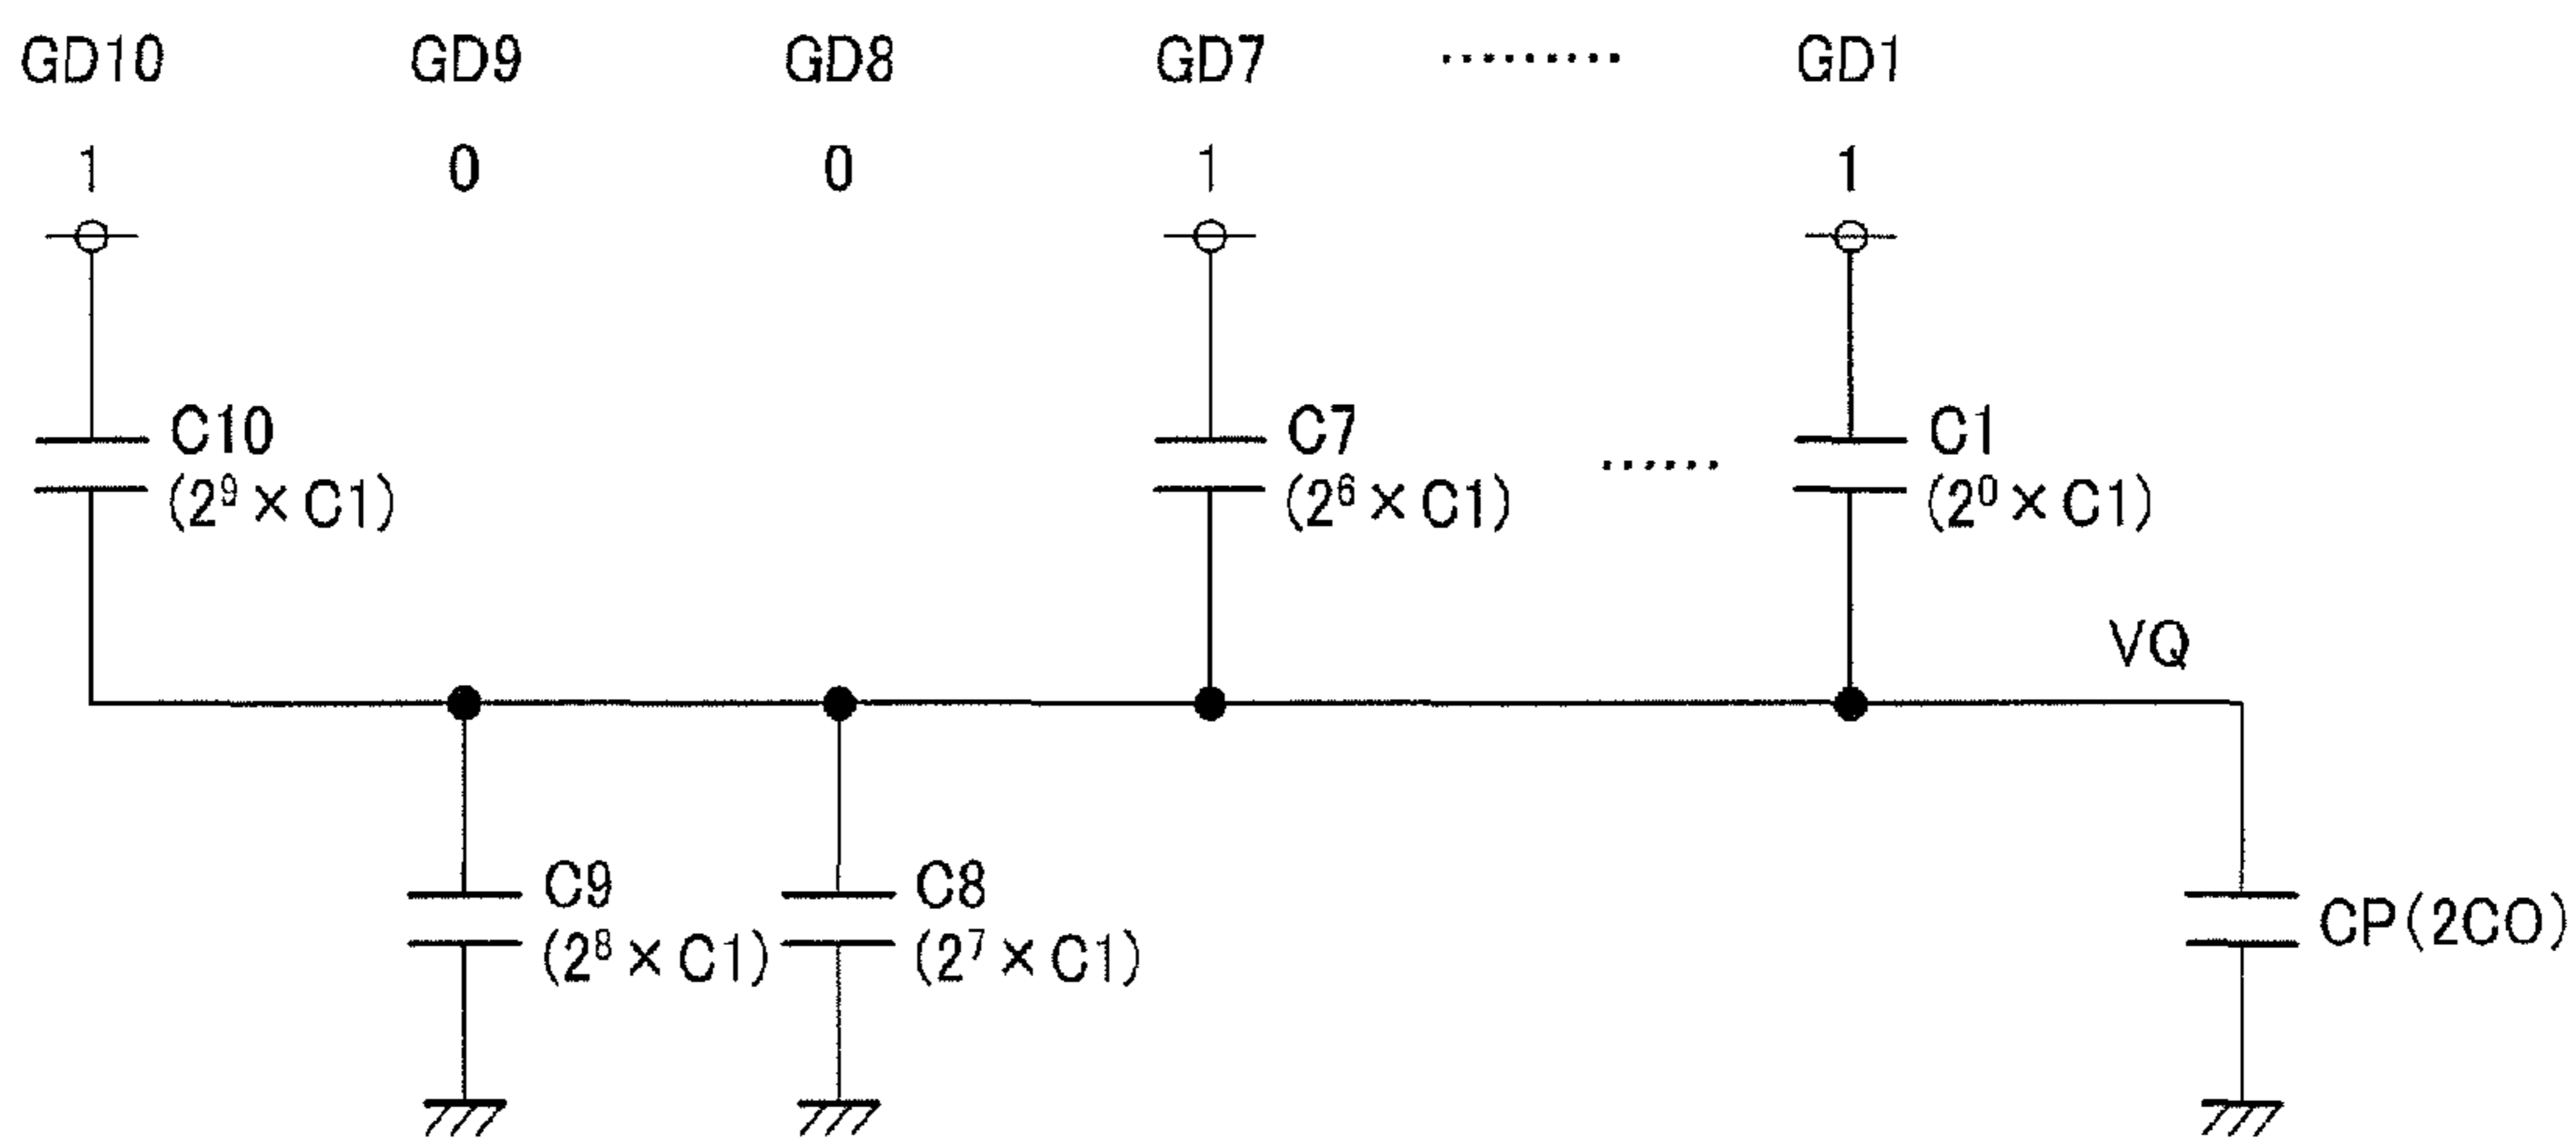 GD10 GD9 GD8 GD7 ········· GD1
1 0 0 1 1
C10 C7 C1
(2⁹×C1) (2⁶×C1) ······ (2⁰×C1)
VQ
C9 C8
(2⁸×C1) (2⁷×C1) CP(2CO)